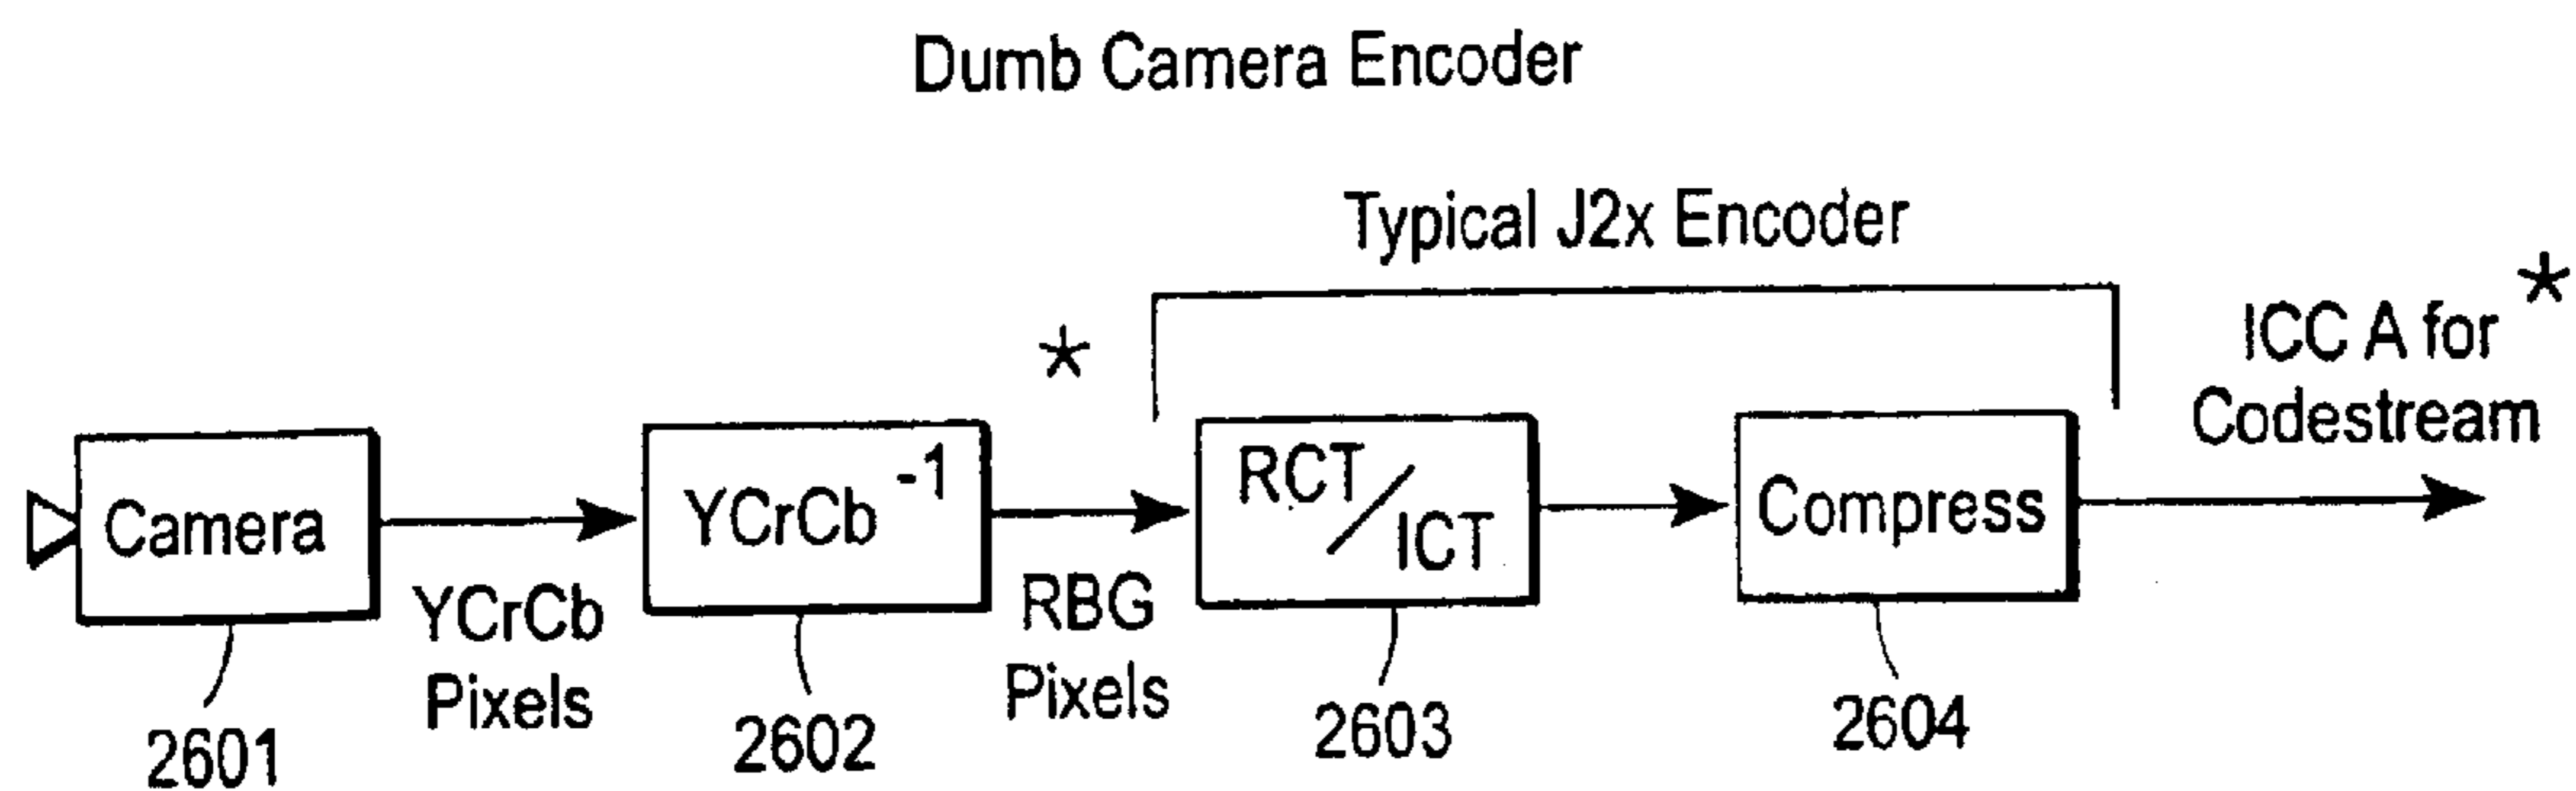 Dumb Camera Encoder
Typical J2x Encoder
*
*
ICC A for
Codestream
Camera
YCrCb
Pixels
YCrCb -1
RBG
Pixels
RCT/ICT
Compress
2601
2602
2603
2604